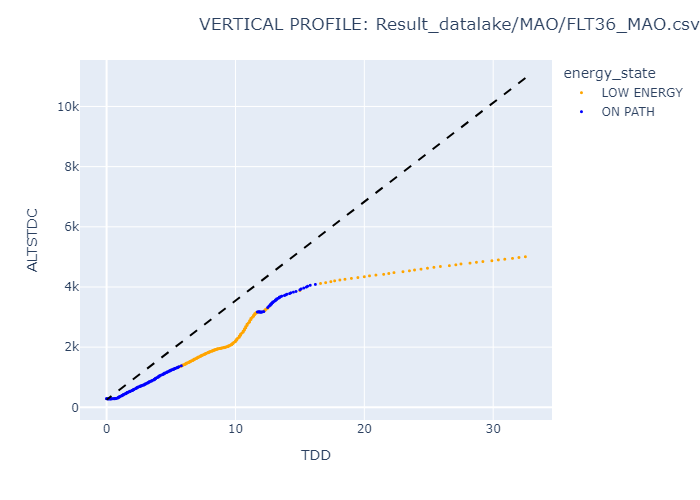 VERTICAL PROFILE: Result_datalake/MAO/FLT36_MAO.csv
energy_state
LOW ENERGY
ON PATH
10k
8k
6k
4k
2k
0
ALTSTDC
0
10
20
30
TDD